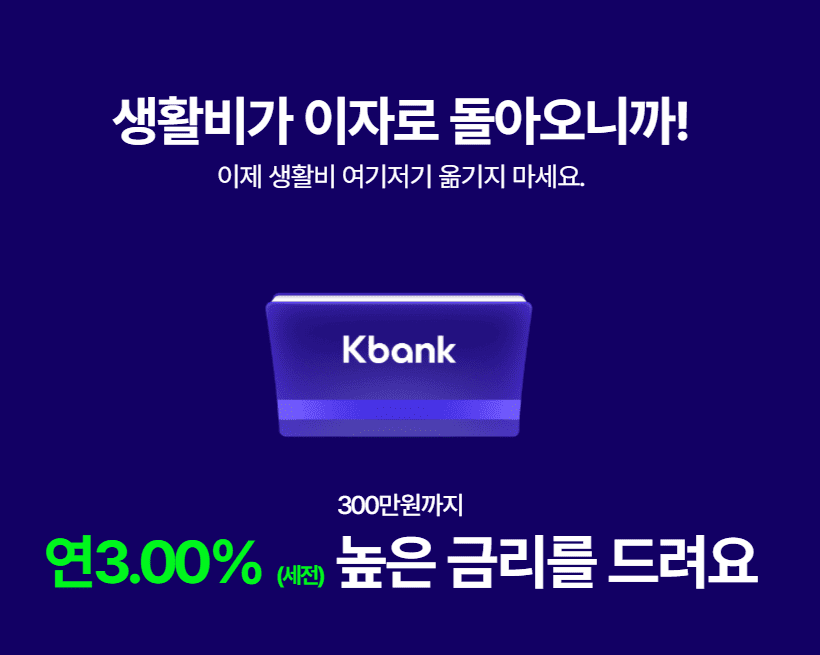 생활비가 이자로 돌아오니까!
이제 생활비 여기저기 옮기지 마세요.
Kbank
300만원까지
연3.00% (세전) 높은 금리를 드려요